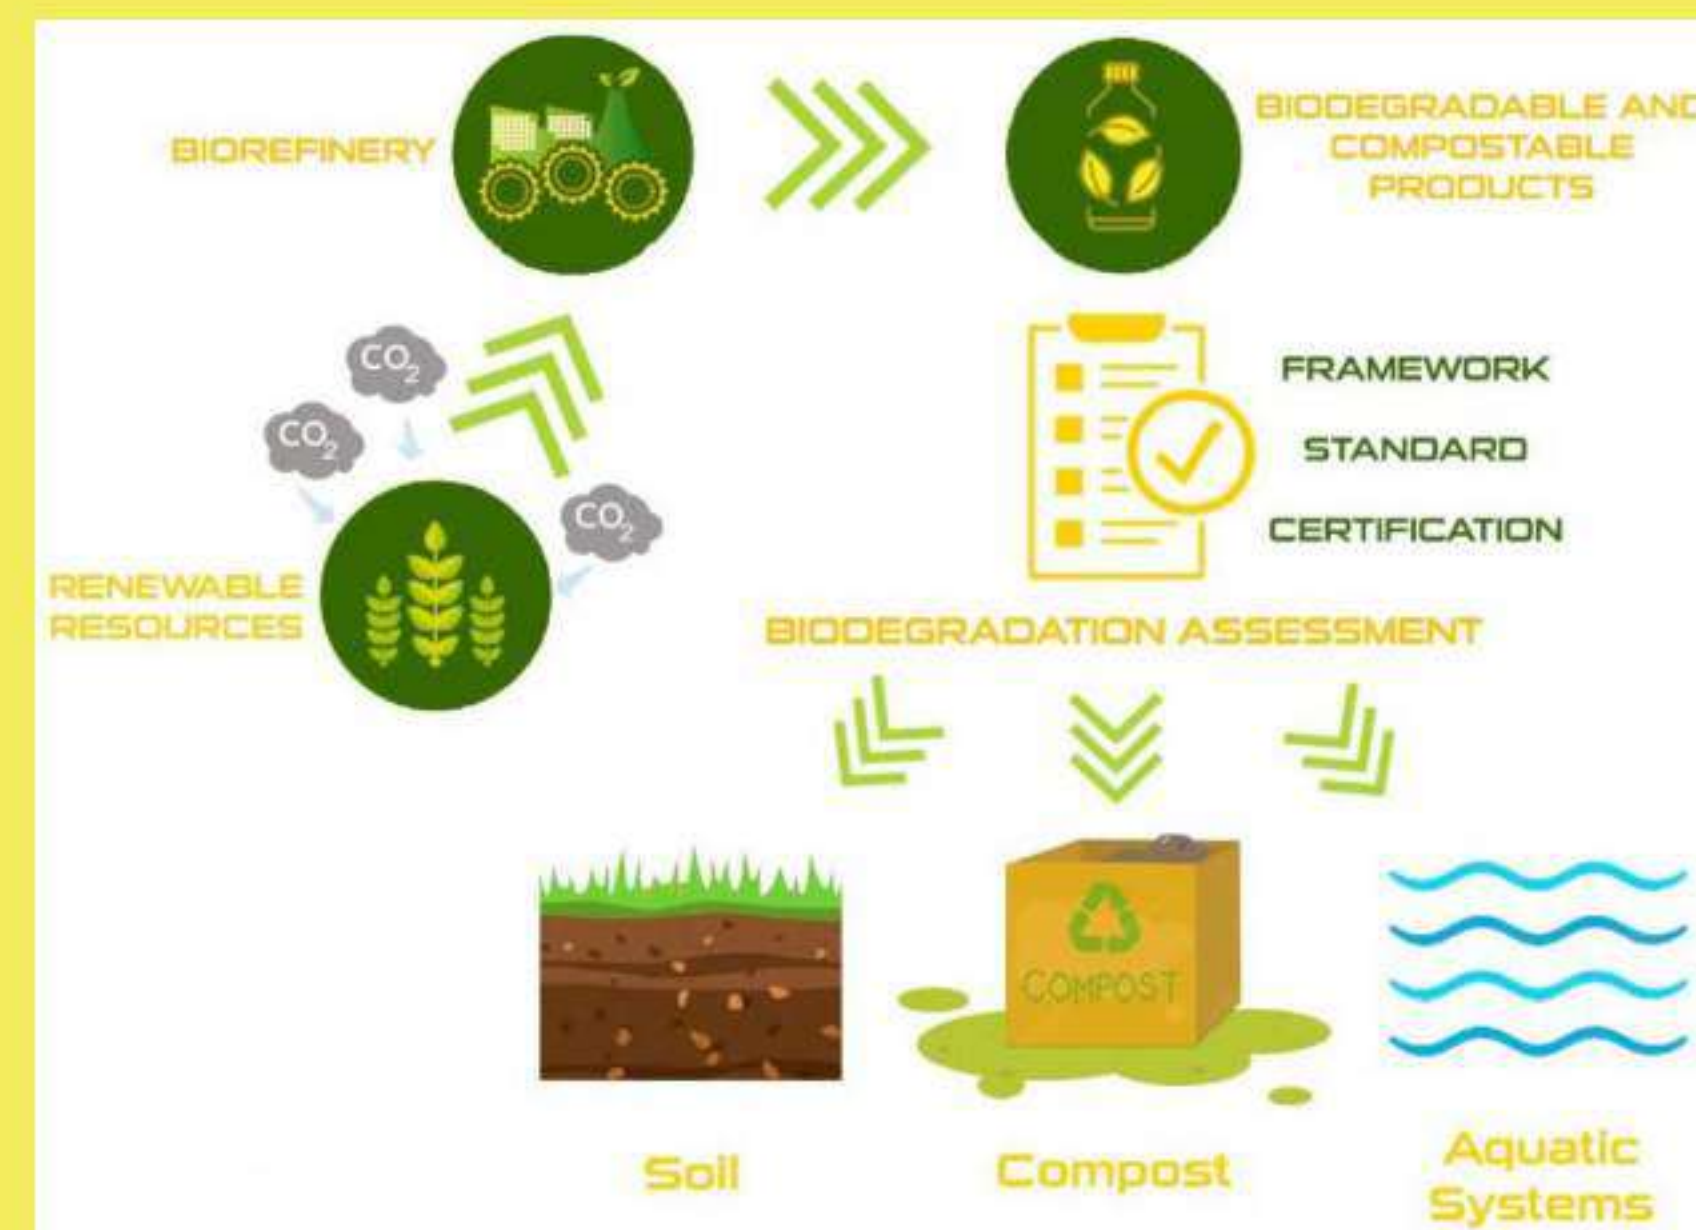 BIOREFINERY
BIODEGRADABLE AND
COMPOSTABLE
PRODUCTS
CO2
CO2
CO2
RENEWABLE
RESOURCES
FRAMEWORK
STANDARD
CERTIFICATION
BIODEGRADATION ASSESSMENT
COMPOST
Soil
Compost
Aquatic
Systems